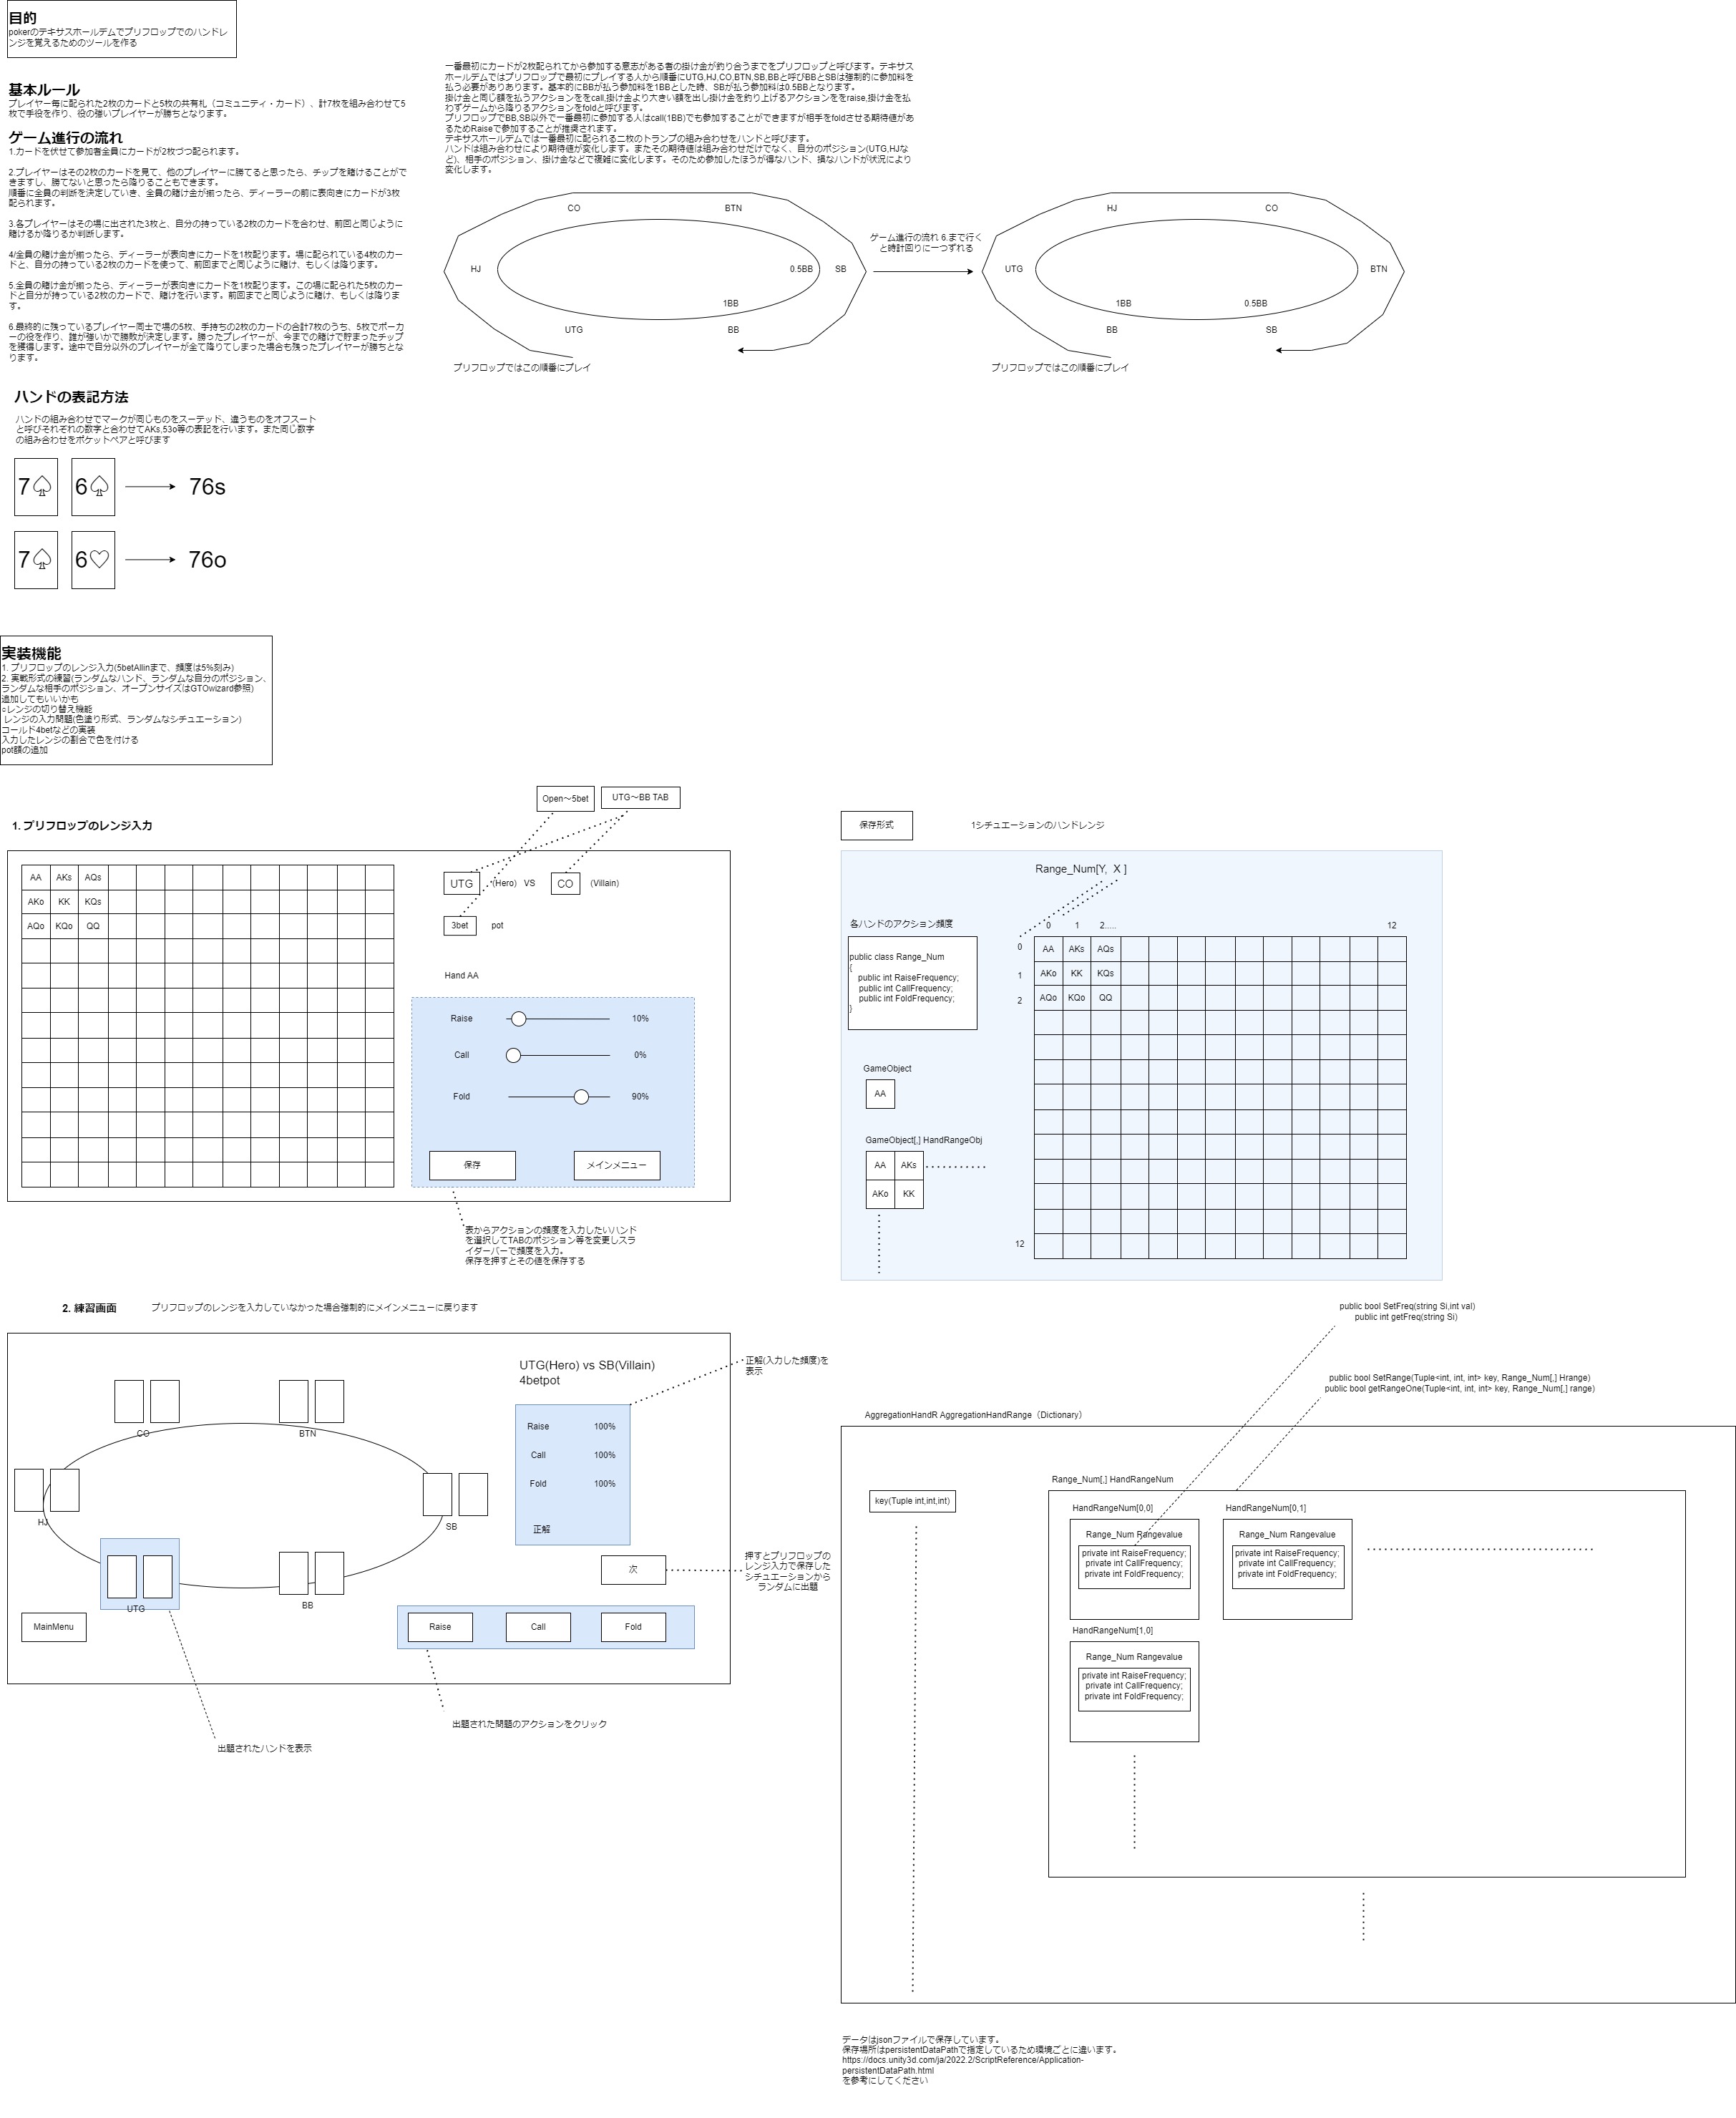 目的
pokerのテキサスホールデムでプリフロップでのハンドレ
ンジを覚えるためのツールを作る
基本ルール
プレイヤー毎に配られた2枚のカードと5枚の共有札（コミュニティ・カード）、計7枚を組み合わせて5
枚で手役を作り、役の強いプレイヤーが勝ちとなります。
ゲーム進行の流れ
1.カードを伏せて参加者全員にカードが2枚づつ配られます。
2.プレイヤーはその2枚のカードを見て、他のプレイヤーに勝てると思ったら、チップを賭けることがで
きますし、勝てないと思ったら降りることもできます。
順番に全員の判断を決定していき、全員の賭け金が揃ったら、ディーラーの前に表向きにカードが3枚
配られます。
3.各プレイヤーはその場に出された3枚と、自分の持っている2枚のカードを合わせ、前回と同じように
賭けるか降りるか判断します。
4/全員の賭け金が揃ったら、ディーラーが表向きにカードを1枚配ります。場に配られている4枚のカー
ドと、自分の持っている2枚のカードを使って、前回までと同じように賭け、もしくは降ります。
5.全員の賭け金が揃ったら、ディーラーが表向きにカードを1枚配ります。この場に配られた5枚のカー
ドと自分が持っている2枚のカードで、賭けを行います。前回までと同じように賭け、もしくは降りま
す。
6.最終的に残っているプレイヤー同士で場の5枚、手持ちの2枚のカードの合計7枚のうち、5枚でポーカ
ーの役を作り、誰が強いかで勝敗が決定します。勝ったプレイヤーが、今までの賭けで貯まったチップ
を獲得します。途中で自分以外のプレイヤーが全て降りてしまった場合も残ったプレイヤーが勝ちとな
ります。
一番最初にカードが2枚配られてから参加する意志がある者の掛け金が釣り合うまでをプリフロップと呼びます。テキサス
ホールデムではプリフロップで最初にプレイする人から順番にUTG,HJ,CO,BTN,SB,BBと呼びBBとSBは強制的に参加料を
払う必要がありあります。基本的にBBが払う参加料を1BBとした時、SBが払う参加料は0.5BBとなります。
掛け金と同じ額を払うアクションををcall,掛け金より大きい額を出し掛け金を釣り上げるアクションををraise,掛け金を払
わずゲームから降りるアクションをfoldと呼びます。
プリフロップでBB,SB以外で一番最初に参加する人はcall(1BB)でも参加することができますが相手をfoldさせる期待値があ
るためRaiseで参加することが推奨されます。
テキサスホールデムでは一番最初に配られる二枚のトランプの組み合わせをハンドと呼びます。
ハンドは組み合わせにより期待値が変化します。またその期待値は組み合わせだけでなく、自分のポジション(UTG,HJな
ど)、相手のポジション、掛け金などで複雑に変化します。そのため参加したほうが得なハンド、損なハンドが状況により
変化します。
CO BTN
HJ 0.5BB SB
1BB
UTG BB
プリフロップではこの順番にプレイ
ゲーム進行の流れ 6.まで行く
と時計回りに一つずれる
HJ CO
UTG BTN
1BB 0.5BB
BB SB
プリフロップではこの順番にプレイ
ハンドの表記方法
ハンドの組み合わせでマークが同じものをスーテッド、違うものをオフスート
と呼びそれぞれの数字と合わせてAKs,53o等の表記を行います。また同じ数字
の組み合わせをポケットペアと呼びます
7♤ 6♤ 76s
7♤ 6♡ 76o
実装機能
1. プリフロップのレンジ入力(5betAllinまで、頻度は5%刻み)
2. 実戦形式の練習(ランダムなハンド、ランダムな自分のポジション、
ランダムな相手のポジション、オープンサイズはGTOwizard参照)
追加してもいいかも
○レンジの切り替え機能
レンジの入力問題(色塗り形式、ランダムなシチュエーション)
コールド4betなどの実装
入力したレンジの割合で色を付ける
pot額の追加
1. プリフロップのレンジ入力
Open～5bet UTG～BB TAB
AA AKs AQs
AKo KK KQs
AQo KQo QQ
UTG (Hero) VS CO (Villain)
3bet pot
Hand AA
Raise 10%
Call 0%
Fold 90%
保存 メインメニュー
表からアクションの頻度を入力したいハンド
を選択してTABのポジション等を変更しスラ
イダーバーで頻度を入力。
保存を押すとその値を保存する
保存形式 1シチュエーションのハンドレンジ
Range_Num[Y, X ]
各ハンドのアクション頻度
public class Range_Num
{
public int RaiseFrequency;
public int CallFrequency;
public int FoldFrequency;
}
0 1 2..... 12
0 AA AKs AQs
1 AKo KK KQs
2 AQo KQo QQ
12
GameObject
AA
GameObject[,] HandRangeObj
AA AKs
AKo KK
2. 練習画面 プリフロップのレンジを入力していなかった場合強制的にメインメニューに戻ります
UTG(Hero) vs SB(Villain)
4betpot
CO BTN
HJ SB
UTG BB
Raise 100%
Call 100%
Fold 100%
正解
次
MainMenu
Raise Call Fold
正解(入力した頻度)を
表示
押すとプリフロップの
レンジ入力で保存した
シチュエーションから
ランダムに出題
出題された問題のアクションをクリック
出題されたハンドを表示
public bool SetFreq(string Si,int val)
public int getFreq(string Si)
public bool SetRange(Tuple<int, int, int> key, Range_Num[,] Hrange)
public bool getRangeOne(Tuple<int, int, int> key, Range_Num[,] range)
AggregationHandR AggregationHandRange（Dictionary）
key(Tuple int,int,int)
Range_Num[,] HandRangeNum
HandRangeNum[0,0]
Range_Num Rangevalue
private int RaiseFrequency;
private int CallFrequency;
private int FoldFrequency;
HandRangeNum[0,1]
Range_Num Rangevalue
private int RaiseFrequency;
private int CallFrequency;
private int FoldFrequency;
HandRangeNum[1,0]
Range_Num Rangevalue
private int RaiseFrequency;
private int CallFrequency;
private int FoldFrequency;
データはjsonファイルで保存しています。
保存場所はpersistentDataPathで指定しているため環境ごとに違います。
https://docs.unity3d.com/ja/2022.2/ScriptReference/Application-
persistentDataPath.html
を参考にしてください